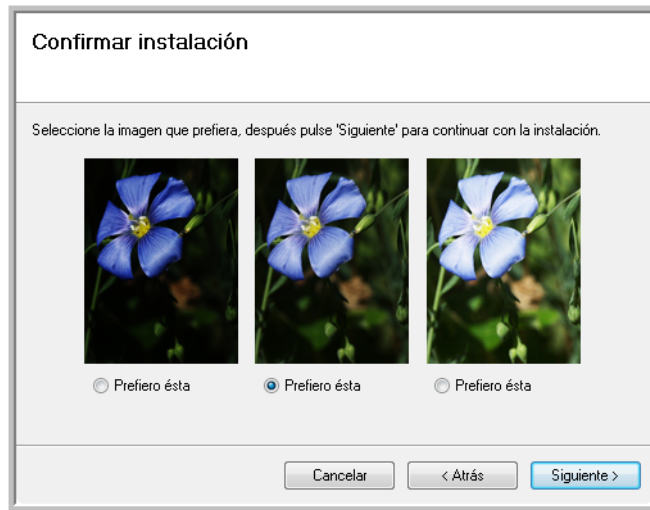 Confirmar instalación
Seleccione la imagen que prefiera, después pulse 'Siguiente' para continuar con la instalación.
Prefiero ésta
Prefiero ésta
Prefiero ésta
Cancelar
< Atrás
Siguiente >